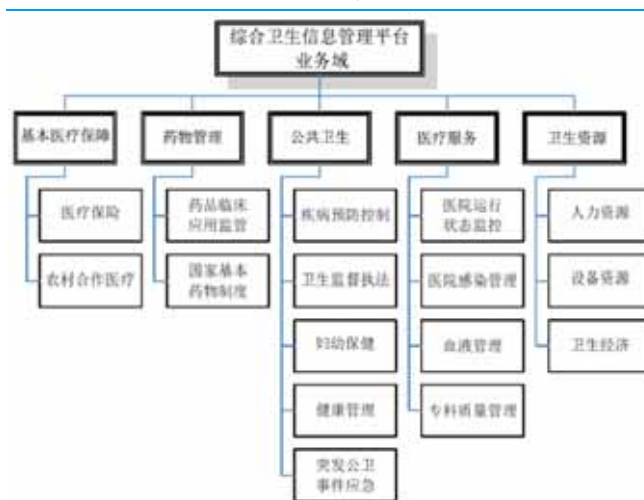 综合卫生信息管理平台
业务域
基本医疗保障
药物管理
公共卫生
医疗服务
卫生资源
医疗保险
农村合作医疗
药品临床
应用监管
国家基本
药物制度
疾病预防控制
卫生监督执法
妇幼保健
健康管理
突发公卫
事件应急
医院运行
状态监控
医院感染管理
血液管理
专科质量管理
人力资源
设备资源
卫生经济